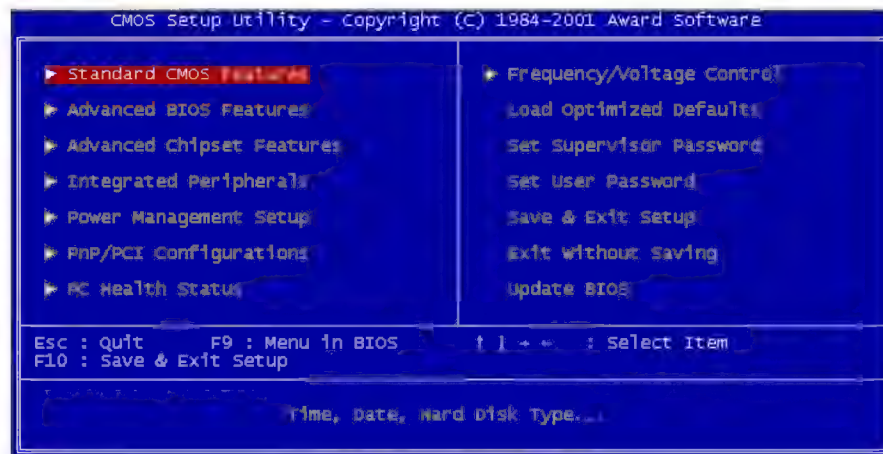 CMOS Setup Utility – Copyright (C) 1984-2001 Award Software
Standard CMOS Features
Advanced BIOS Features
Advanced Chipset Features
Integrated Peripherals
Power Management Setup
PnP/PCI Configurations
PC Health Status
Frequency/Voltage Control
Load Optimized Defaults
Set Supervisor Password
Set User Password
Save & Exit Setup
Exit Without Saving
Update BIOS
Esc : Quit F9 : Menu in BIOS ↑ ↓ → ← : Select Item
F10 : Save & Exit Setup
Time, Date, Hard Disk Type...